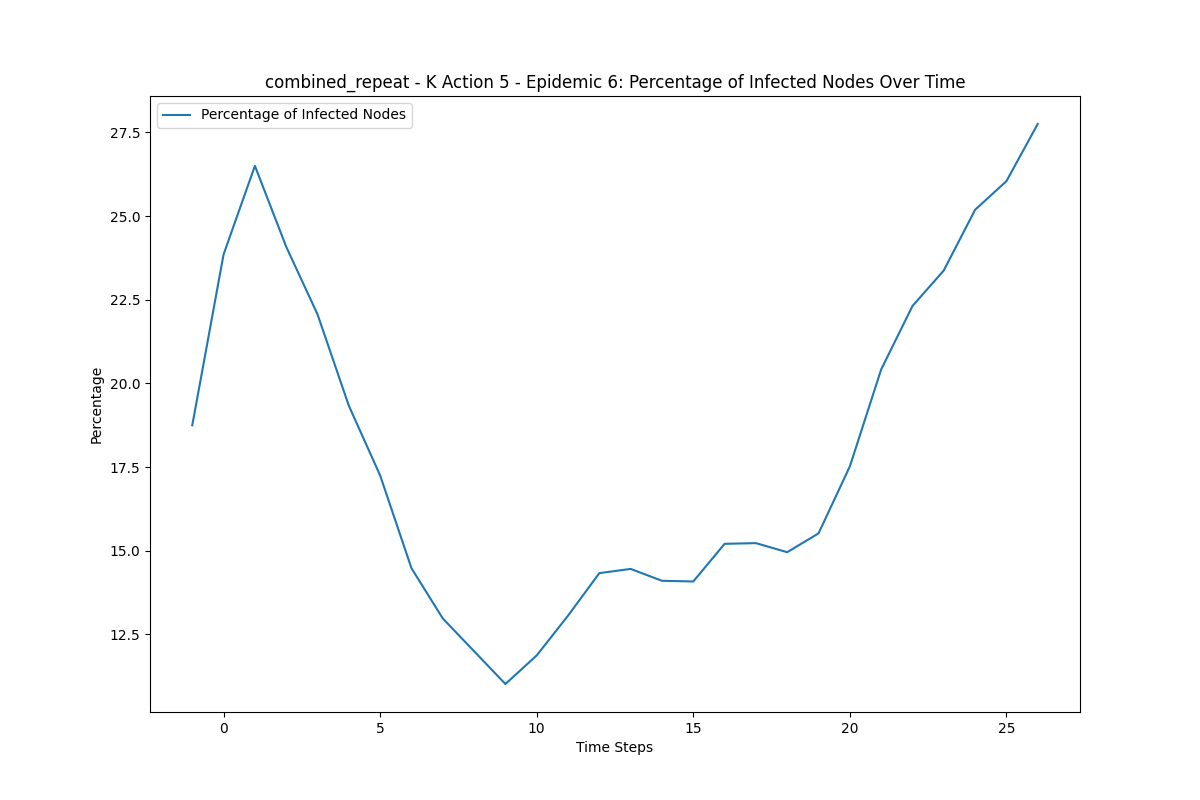 combined_repeat - K Action 5 - Epidemic 6: Percentage of Infected Nodes Over Time
Percentage of Infected Nodes
27.5
25.0
22.5
20.0
17.5
15.0
12.5
Percentage
0 5 10 15 20 25
Time Steps